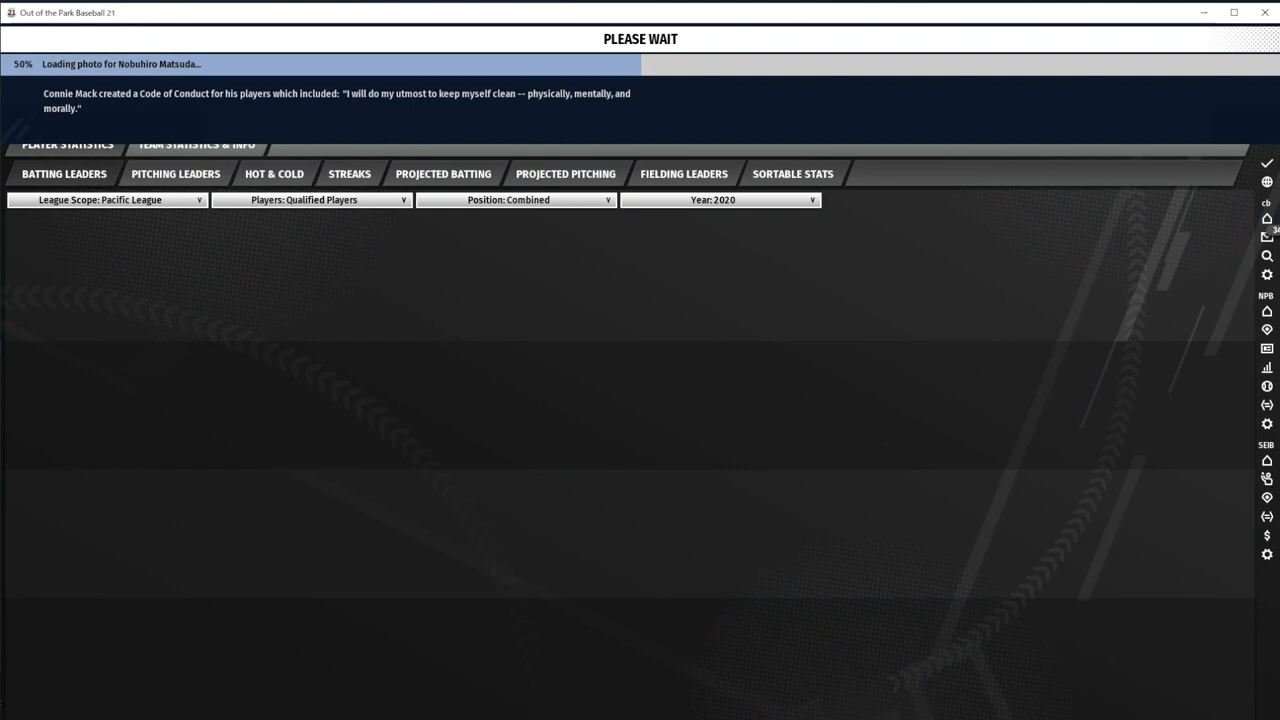 Out of the Park Baseball 21
PLEASE WAIT
50% Loading photo for Nobuhiro Matsuda...
Connie Mack created a Code of Conduct for his players which included: "I will do my utmost to keep myself clean -- physically, mentally, and
morally."
PLAYER STATISTICS TEAM STATISTICS & INFO
BATTING LEADERS PITCHING LEADERS HOT & COLD STREAKS PROJECTED BATTING PROJECTED PITCHING FIELDING LEADERS SORTABLE STATS
League Scope: Pacific League Players: Qualified Players Position: Combined Year: 2020
cb
34
NPB
SEIB